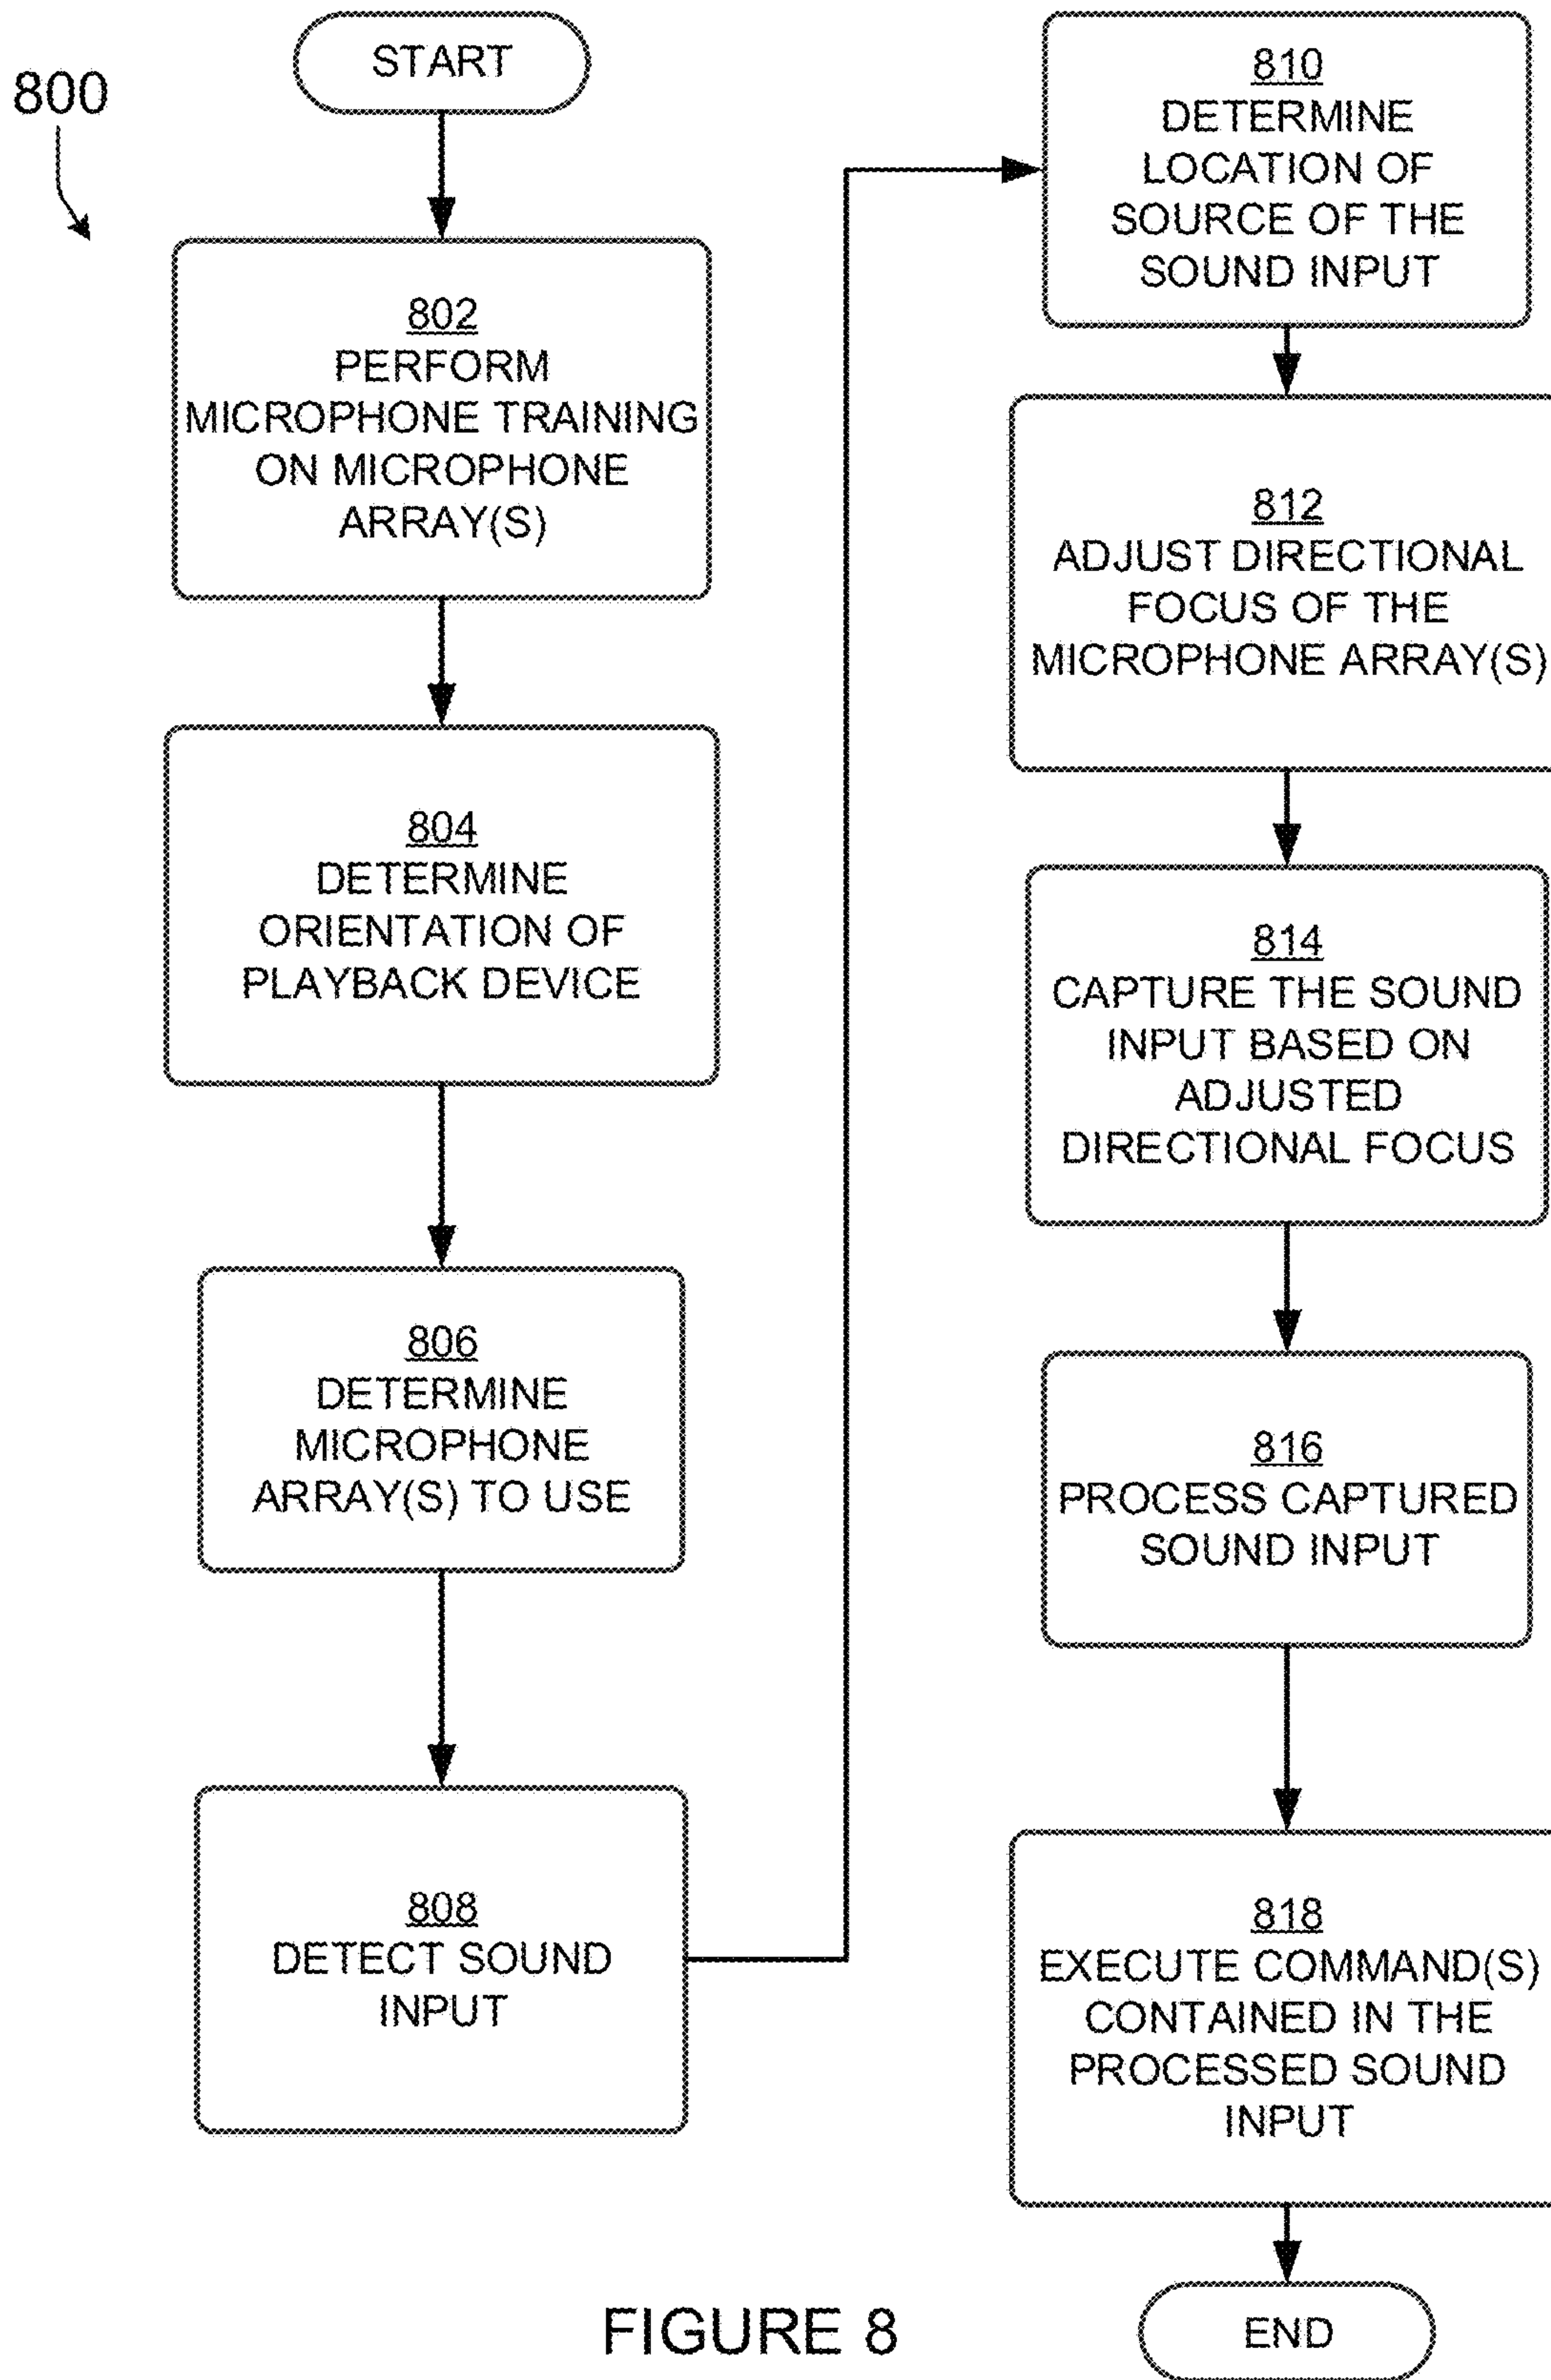 800
START
802
PERFORM
MICROPHONE TRAINING
ON MICROPHONE
ARRAY(S)
804
DETERMINE
ORIENTATION OF
PLAYBACK DEVICE
806
DETERMINE
MICROPHONE
ARRAY(S) TO USE
808
DETECT SOUND
INPUT
810
DETERMINE
LOCATION OF
SOURCE OF THE
SOUND INPUT
812
ADJUST DIRECTIONAL
FOCUS OF THE
MICROPHONE ARRAY(S)
814
CAPTURE THE SOUND
INPUT BASED ON
ADJUSTED
DIRECTIONAL FOCUS
816
PROCESS CAPTURED
SOUND INPUT
818
EXECUTE COMMAND(S)
CONTAINED IN THE
PROCESSED SOUND
INPUT
END
FIGURE 8